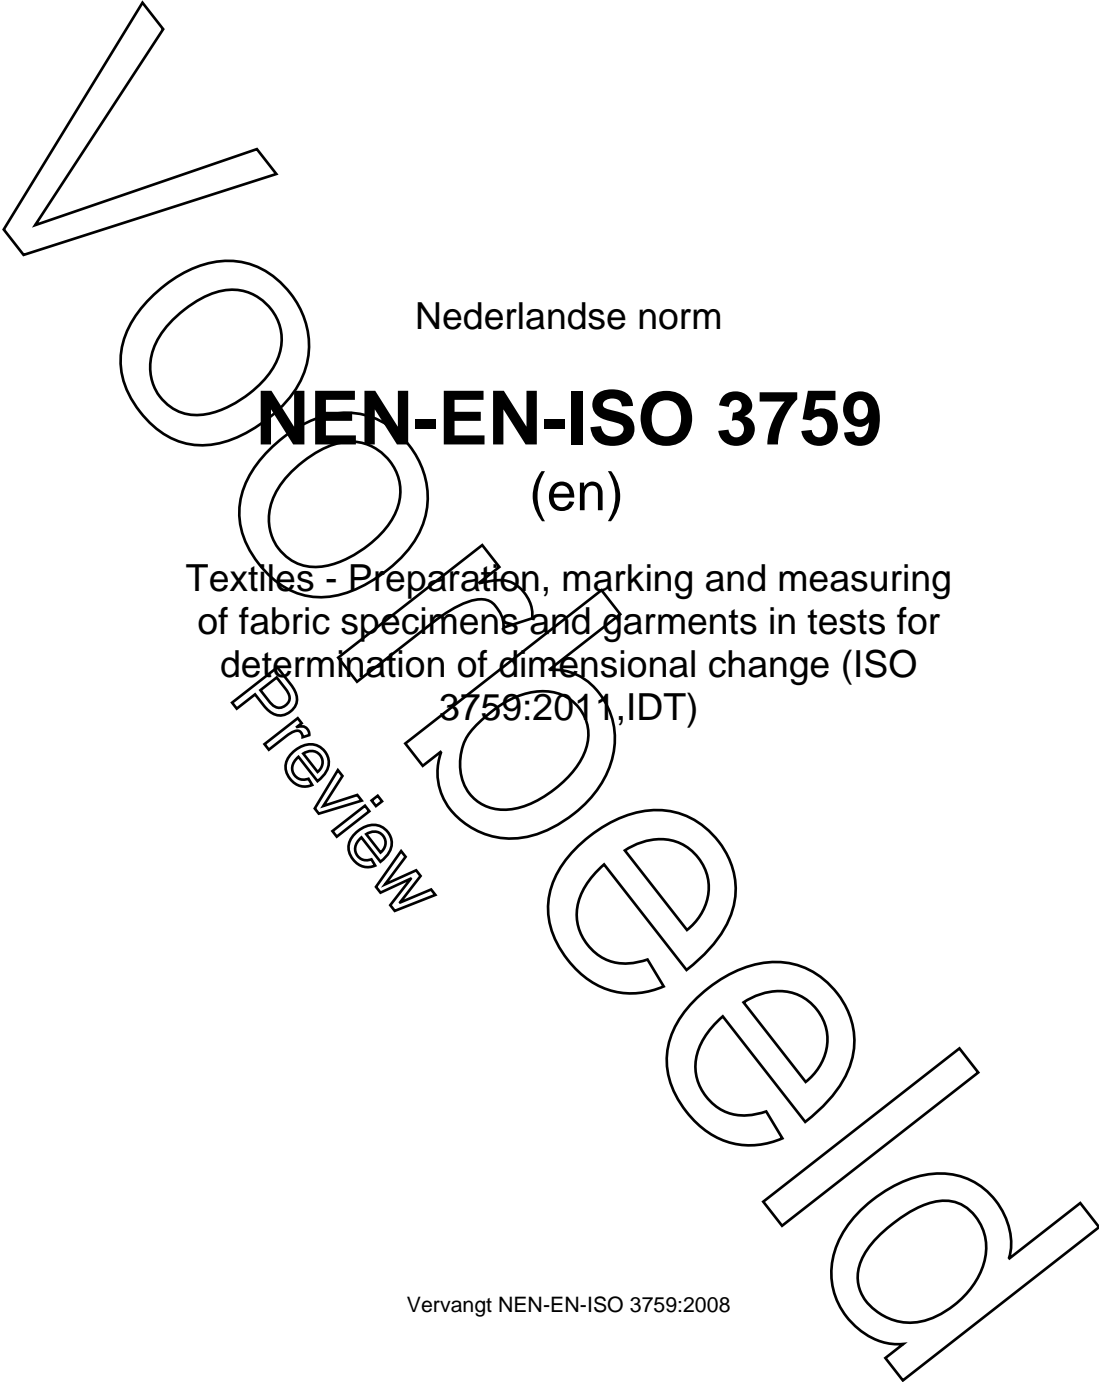 Nederlandse norm
NEN-EN-ISO 3759
(en)
Textiles - Preparation, marking and measuring
of fabric specimens and garments in tests for
determination of dimensional change (ISO
3759:2011,IDT)
Voorbeeld
Preview
Vervangt NEN-EN-ISO 3759:2008